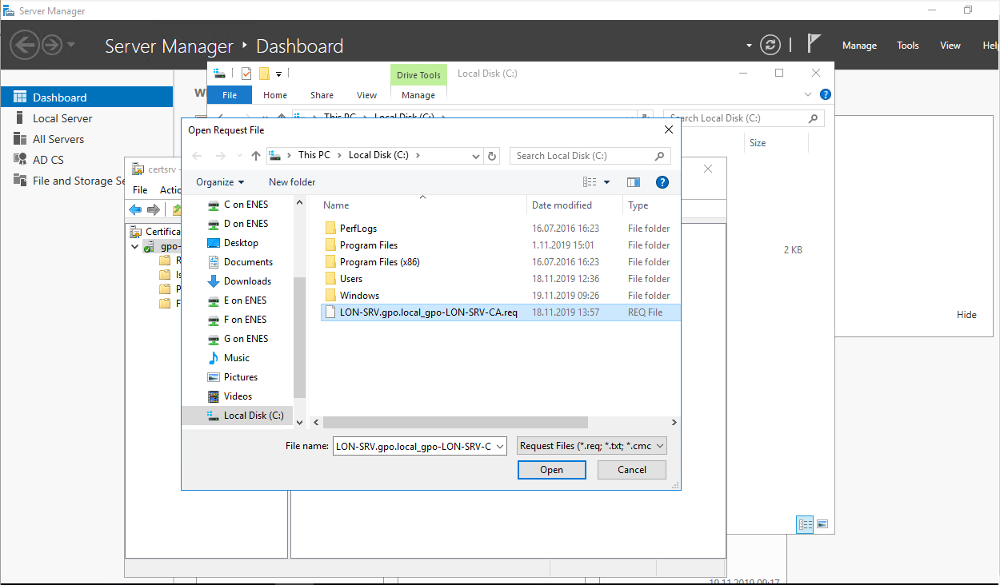 Server Manager
Server Manager ‣ Dashboard
Manage Tools View Help
Dashboard
Local Server
All Servers
AD CS
File and Storage Se
Drive Tools Local Disk (C:)
File Home Share View Manage
This PC Local Disk (C:)
Search Local Disk (C:)
Size
2 KB
Hide
certsrv -
File Actio
Certifica
gpo-
Open Request File
This PC > Local Disk (C:) >
Search Local Disk (C:)
Organize New folder
C on ENES
D on ENES
Desktop
Documents
Downloads
E on ENES
F on ENES
G on ENES
Music
Pictures
Videos
Local Disk (C:)
Name Date modified Type
PerfLogs 16.07.2016 16:23 File folder
Program Files 1.11.2019 15:01 File folder
Program Files (x86) 16.07.2016 16:23 File folder
Users 18.11.2019 12:36 File folder
Windows 19.11.2019 09:26 File folder
LON-SRV.gpo.local_gpo-LON-SRV-CA.req 18.11.2019 13:57 REQ File
File name: LON-SRV.gpo.local_gpo-LON-SRV-C Request Files (*.req; *.txt; *.cmc
Open Cancel
19.11.2019 09:17